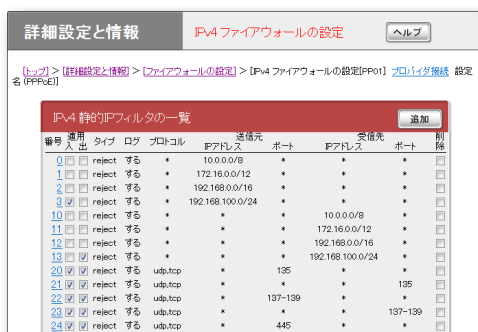 詳細設定と情報 IPv4 ファイアウォールの設定 ヘルプ
[トップ] > [詳細設定と情報] > [ファイアウォールの設定] > [IPv4 ファイアウォールの設定[PP01] プロバイダ接続 設定
名 (PPPoE)]
IPv4 静的IPフィルタの一覧 追加
番号 適用 入 出 タイプ ログ プロトコル 送信元 IPアドレス ポート 受信先 IPアドレス ポート 削除
0 reject する * 10.0.0.0/8 * * *
1 reject する * 172.16.0.0/12 * * *
2 reject する * 192.168.0.0/16 * * *
3 reject する * 192.168.100.0/24 * * *
10 reject する * * * 10.0.0.0/8 *
11 reject する * * * 172.16.0.0/12 *
12 reject する * * * 192.168.0.0/16 *
13 reject する * * * 192.168.100.0/24 *
20 reject する udp,tcp * 135 * *
21 reject する udp,tcp * * * 135
22 reject する udp,tcp * 137-139 * *
23 reject する udp,tcp * * * 137-139
24 reject する udp,tcp * 445 * *